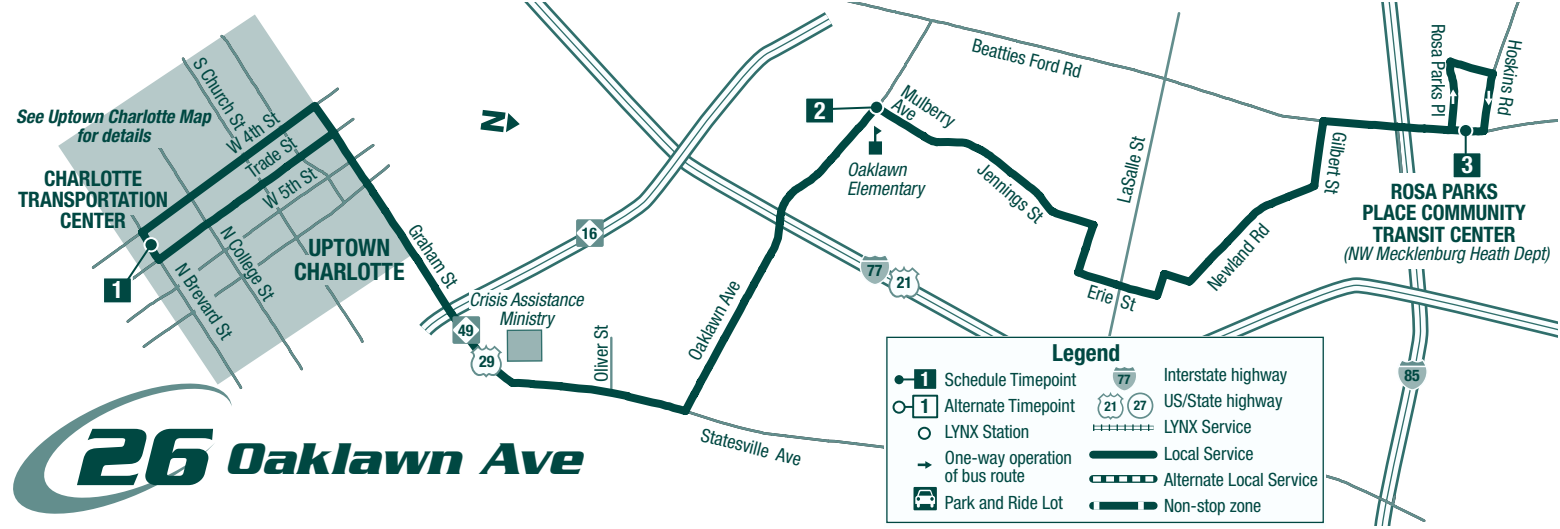 See Uptown Charlotte Map
for details
CHARLOTTE
TRANSPORTATION
CENTER
1
S Church St
W 4th St
Trade St
W 5th St
N College St
N Brevard St
UPTOWN
CHARLOTTE
N
Graham St
16
49
29
Crisis Assistance
Ministry
Oliver St
Oaklawn Ave
Statesville Ave
77
21
2
Mulberry
Ave
Oaklawn
Elementary
Beatties Ford Rd
Jennings St
LaSalle St
Erie St
Newland Rd
Gilbert St
Rosa Parks Pl
Hoskins Rd
3
ROSA PARKS
PLACE COMMUNITY
TRANSIT CENTER
(NW Mecklenburg Heath Dept)
85
Legend
1 Schedule Timepoint
1 Alternate Timepoint
LYNX Station
One-way operation
of bus route
Park and Ride Lot
77 Interstate highway
21 27 US/State highway
LYNX Service
Local Service
Alternate Local Service
Non-stop zone
26 Oaklawn Ave